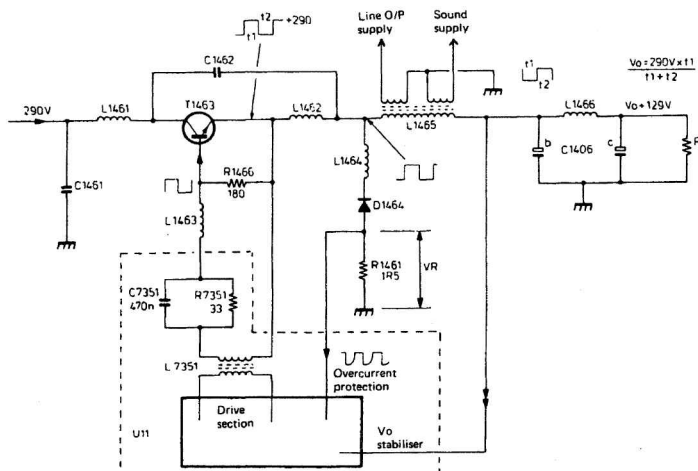 t1
t2
+290
Line O/P
supply
Sound
supply
t1
t2
Vo=290V x t1
t1+t2
C1462
290V
L1461
T1463
L1462
L1465
L1466
Vo+129V
b
C1406
c
R
C1461
R1466
180
L1464
D1464
L1463
R1461
1R5
VR
C7351
470n
R7351
33
L7351
Overcurrent
protection
U11
Drive
section
Vo
stabiliser